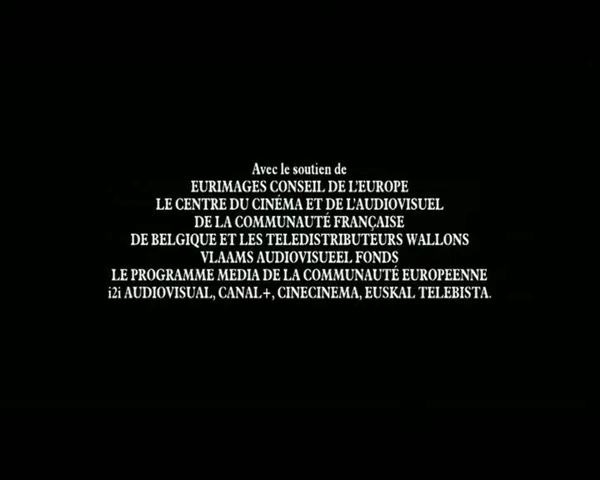 Avec le soutien de
EURIMAGES CONSEIL DE L'EUROPE
LE CENTRE DU CINÉMA ET DE L'AUDIOVISUEL
DE LA COMMUNAUTÉ FRANÇAISE
DE BELGIQUE ET LES TELEDISTRIBUTEURS WALLONS
VLAAMS AUDIOVISUEEL FONDS
LE PROGRAMME MEDIA DE LA COMMUNAUTÉ EUROPEENNE
i2i AUDIOVISUAL, CANAL+, CINECINEMA, EUSKAL TELEBISTA.